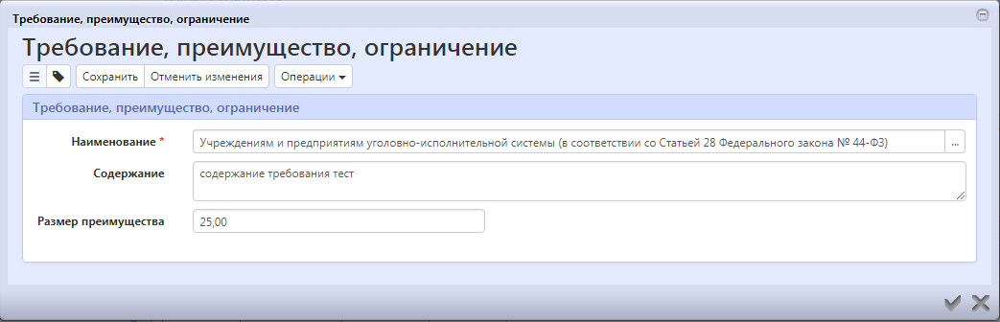 Требование, преимущество, ограничение
Требование, преимущество, ограничение
Сохранить Отменить изменения Операции
Требование, преимущество, ограничение
Наименование * Учреждениям и предприятиям уголовно-исполнительной системы (в соответствии со Статьей 28 Федерального закона № 44-ФЗ) ...
Содержание содержание требования тест
Размер преимущества 25,00